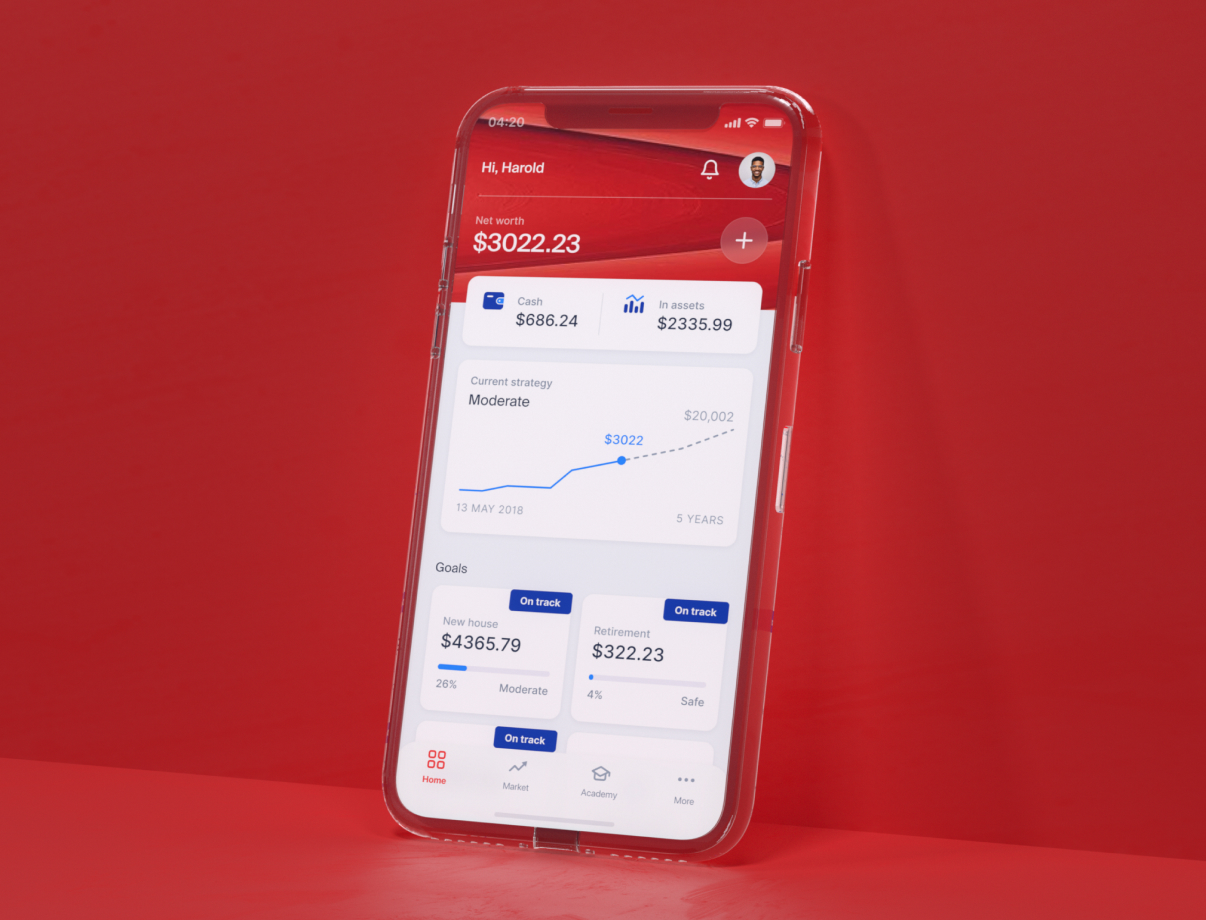 04:20
Hi, Harold
Net worth
$3022.23
Cash
$686.24
In assets
$2335.99
Current strategy
Moderate
$20,002
$3022
13 MAY 2018
5 YEARS
Goals
On track
New house
$4365.79
26%
Moderate
On track
Retirement
$322.23
4%
Safe
On track
Home
Market
Academy
More